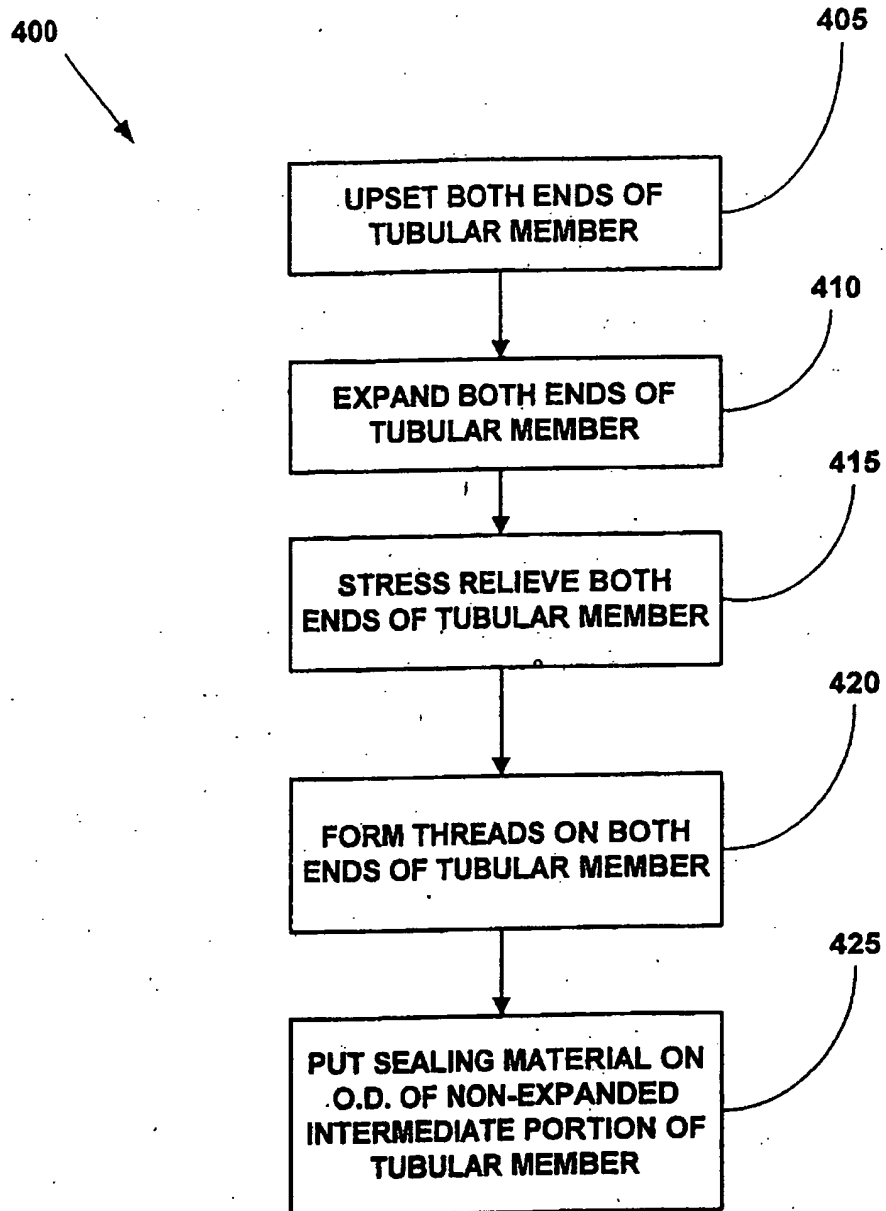 400
405
UPSET BOTH ENDS OF
TUBULAR MEMBER
410
EXPAND BOTH ENDS OF
TUBULAR MEMBER
415
STRESS RELIEVE BOTH
ENDS OF TUBULAR MEMBER
420
FORM THREADS ON BOTH
ENDS OF TUBULAR MEMBER
425
PUT SEALING MATERIAL ON
O.D. OF NON-EXPANDED
INTERMEDIATE PORTION OF
TUBULAR MEMBER